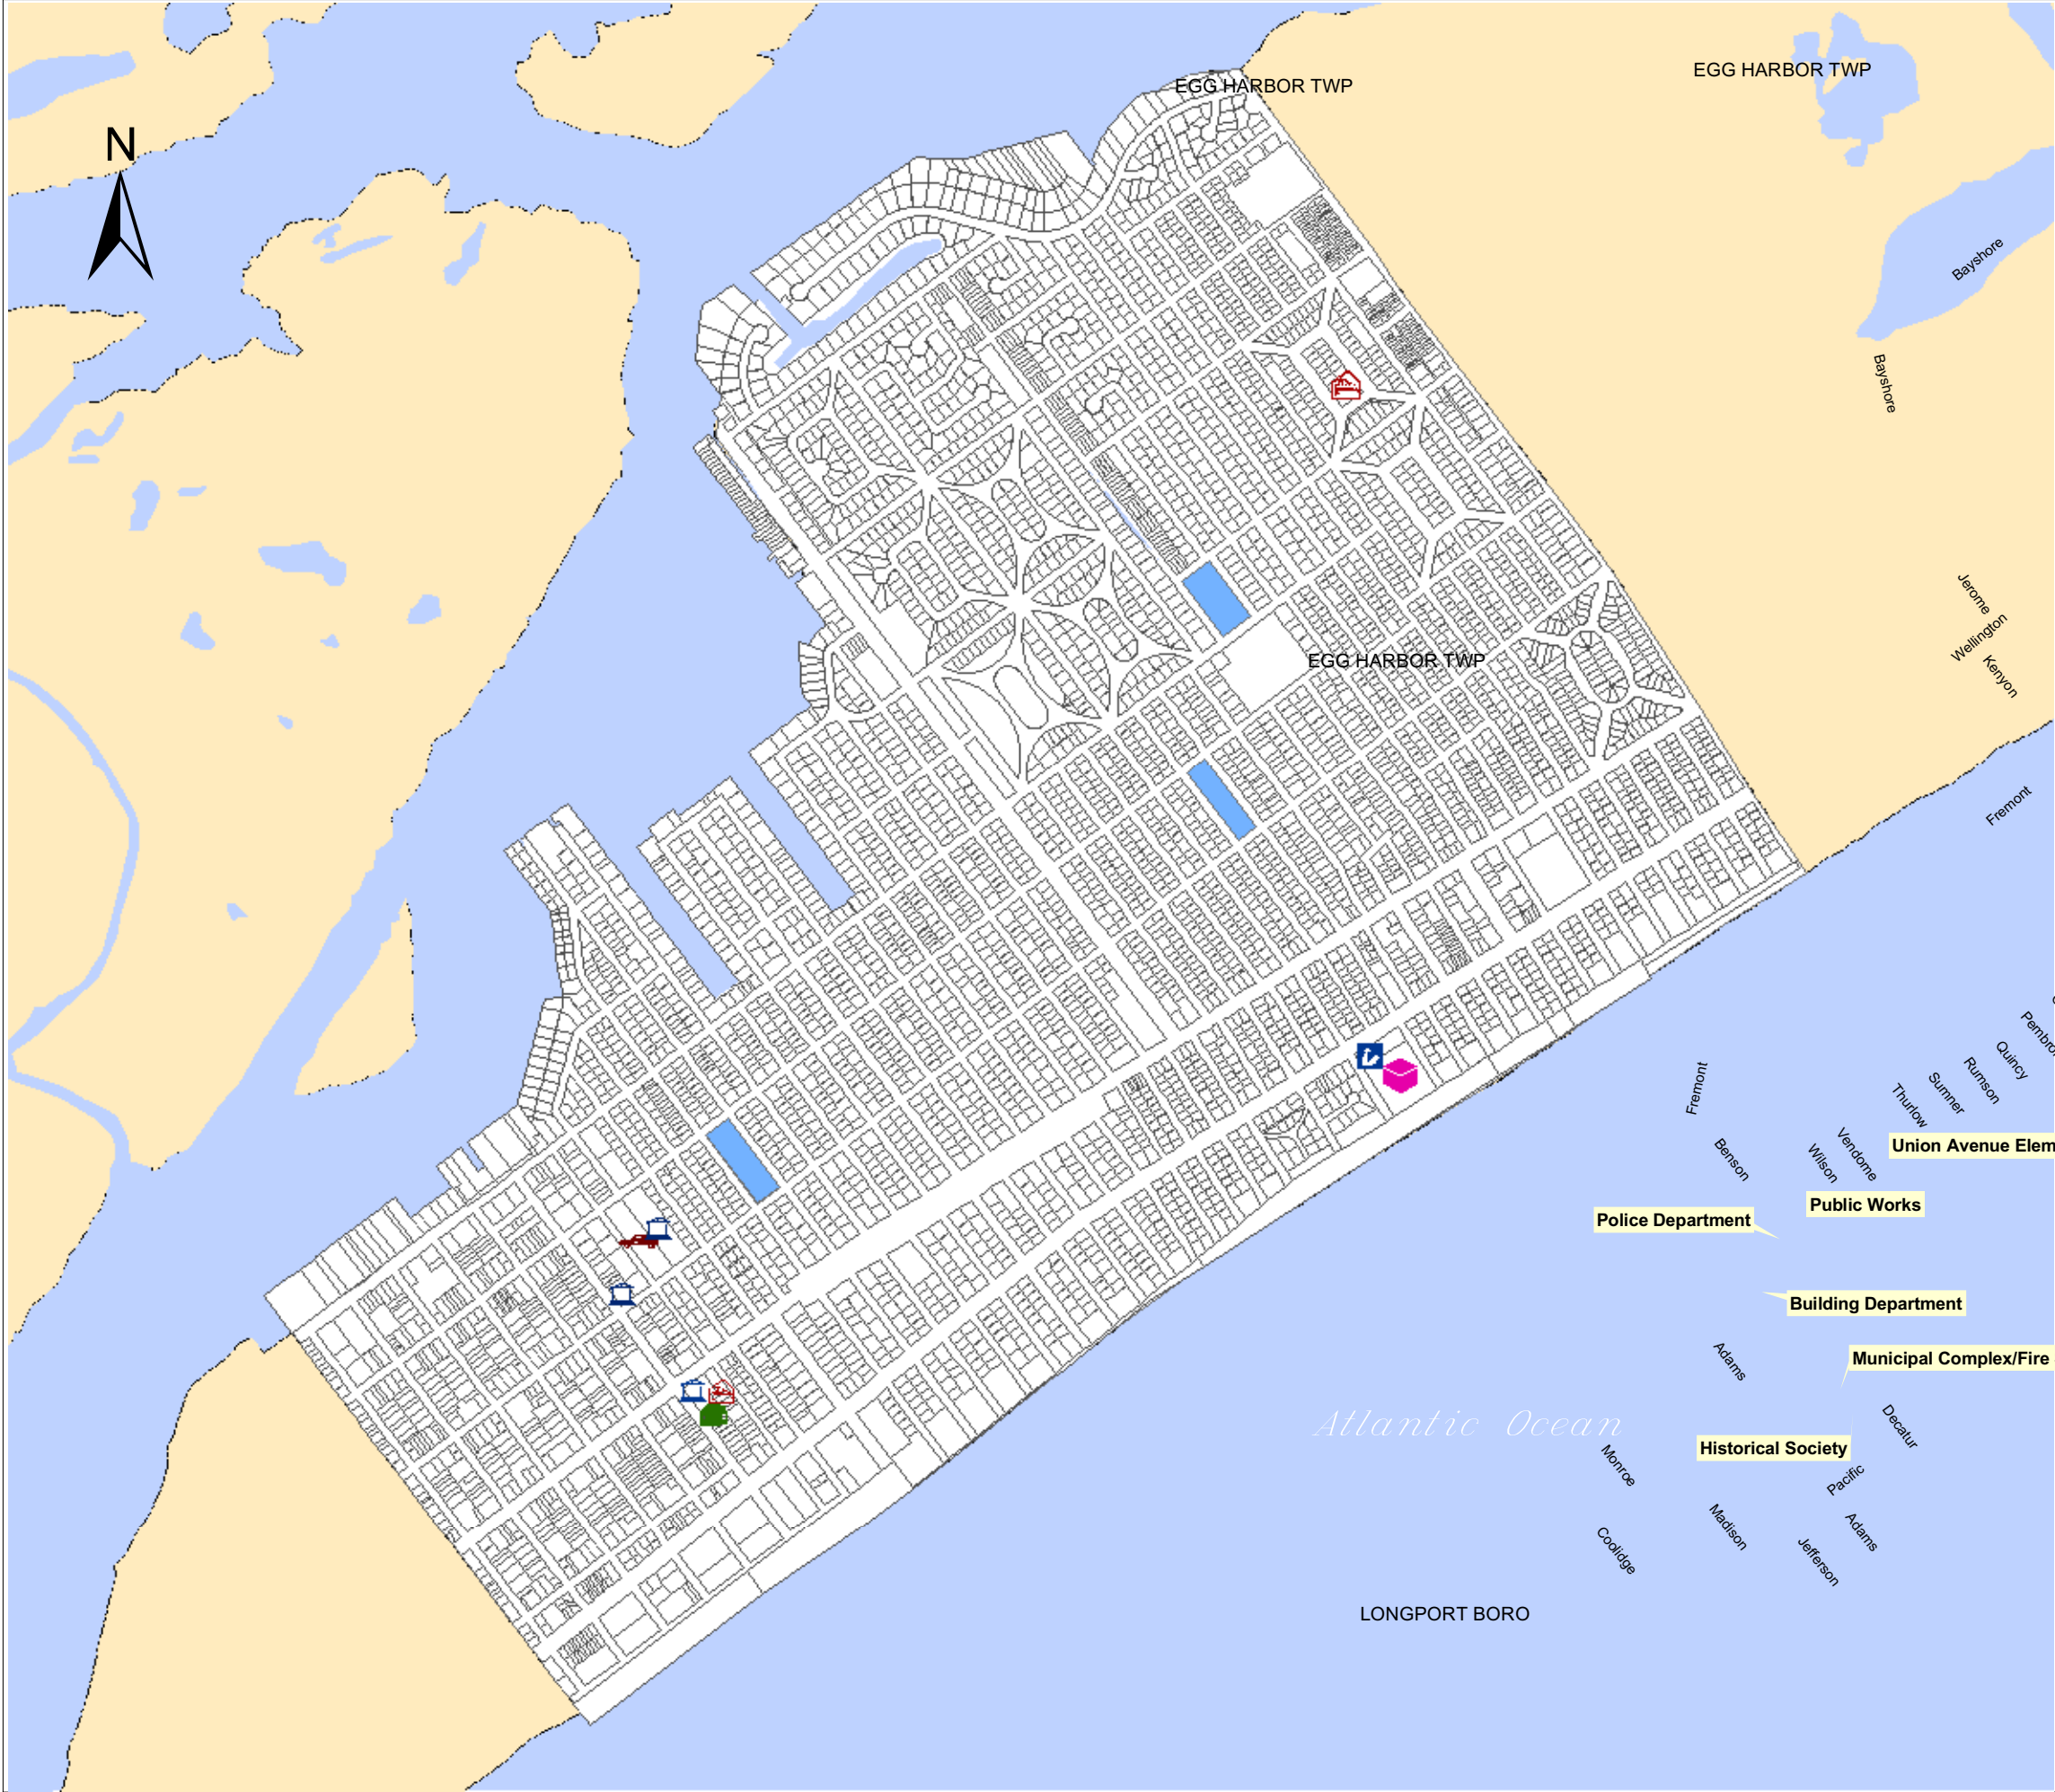 EGG HARBOR TWP
EGG HARBOR TWP
N
Bayshore
Bayshore
Jerome
Wellington
Kenyon
EGG HARBOR TWP
Fremont
Pembro
Quincy
Rumson
Sumner
Thurlow
Fremont
Vendome
Wilson
Benson
Union Avenue Elem
Public Works
Police Department
Building Department
Adams
Municipal Complex/Fire
Decatur
Atlantic Ocean
Historical Society
Monroe
Pacific
Adams
Madison
Jefferson
Coolidge
LONGPORT BORO